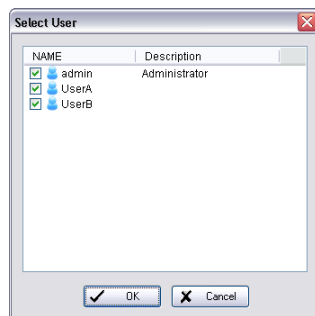 Select User
NAME Description
admin Administrator
UserA
UserB
OK Cancel